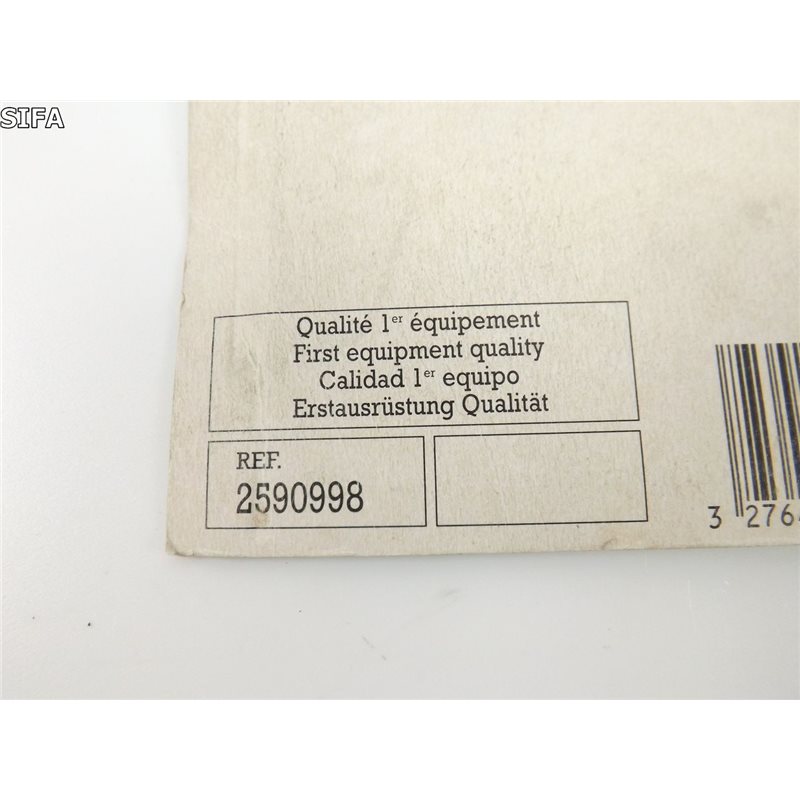 SIFA
Qualité 1er équipement
First equipment quality
Calidad 1er equipo
Erstausrüstung Qualität
REF.
2590998
3 276